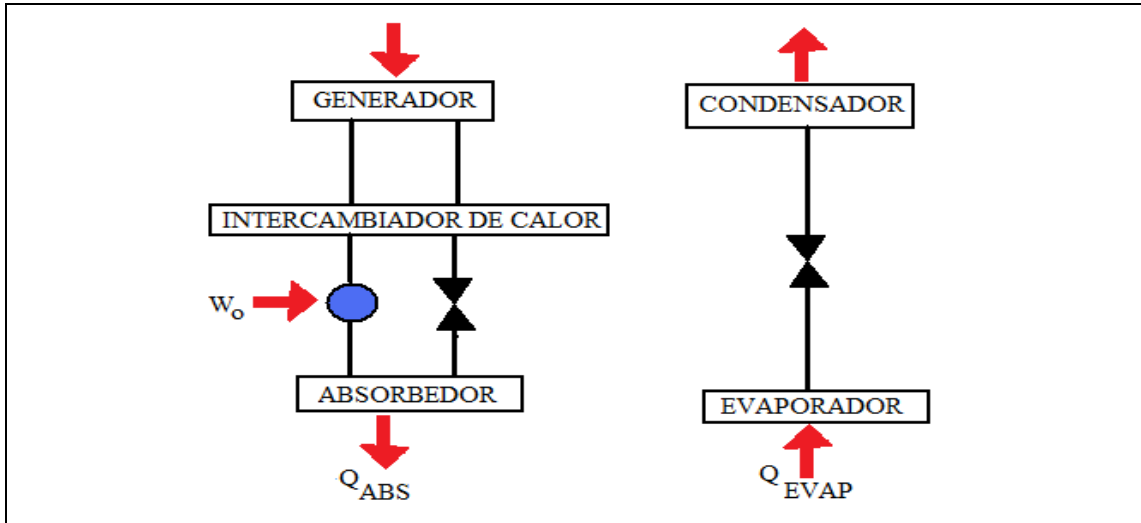 GENERADOR
CONDENSADOR
INTERCAMBIADOR DE CALOR
Wo
ABSORBEDOR
EVAPORADOR
QABS
QEVAP